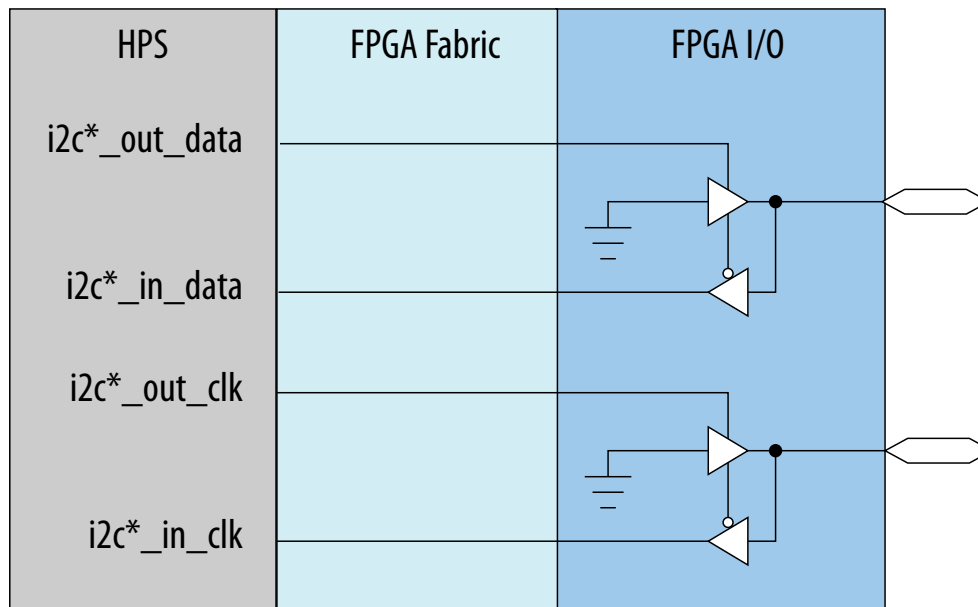 HPS
FPGA Fabric
FPGA I/O
i2c*_out_data
i2c*_in_data
i2c*_out_clk
i2c*_in_clk